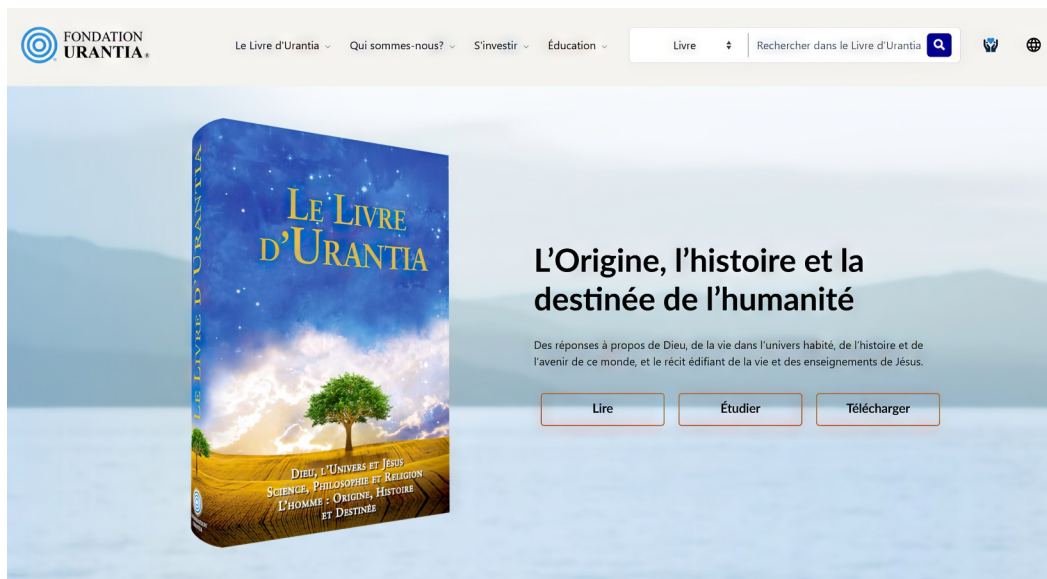 FONDATION
URANTIA®
Le Livre d'Urantia
Qui sommes-nous?
S'investir
Éducation
Livre
Rechercher dans le Livre d'Urantia
LE LIVRE D'URANTIA
LE LIVRE
D'URANTIA
DIEU, L'UNIVERS ET JÉSUS
SCIENCE, PHILOSOPHIE ET RELIGION
L'HOMME : ORIGINE, HISTOIRE
ET DESTINÉE
FONDATION
URANTIA
L'Origine, l'histoire et la
destinée de l'humanité
Des réponses à propos de Dieu, de la vie dans l'univers habité, de l'histoire et de
l'avenir de ce monde, et le récit édifiant de la vie et des enseignements de Jésus.
Lire
Étudier
Télécharger